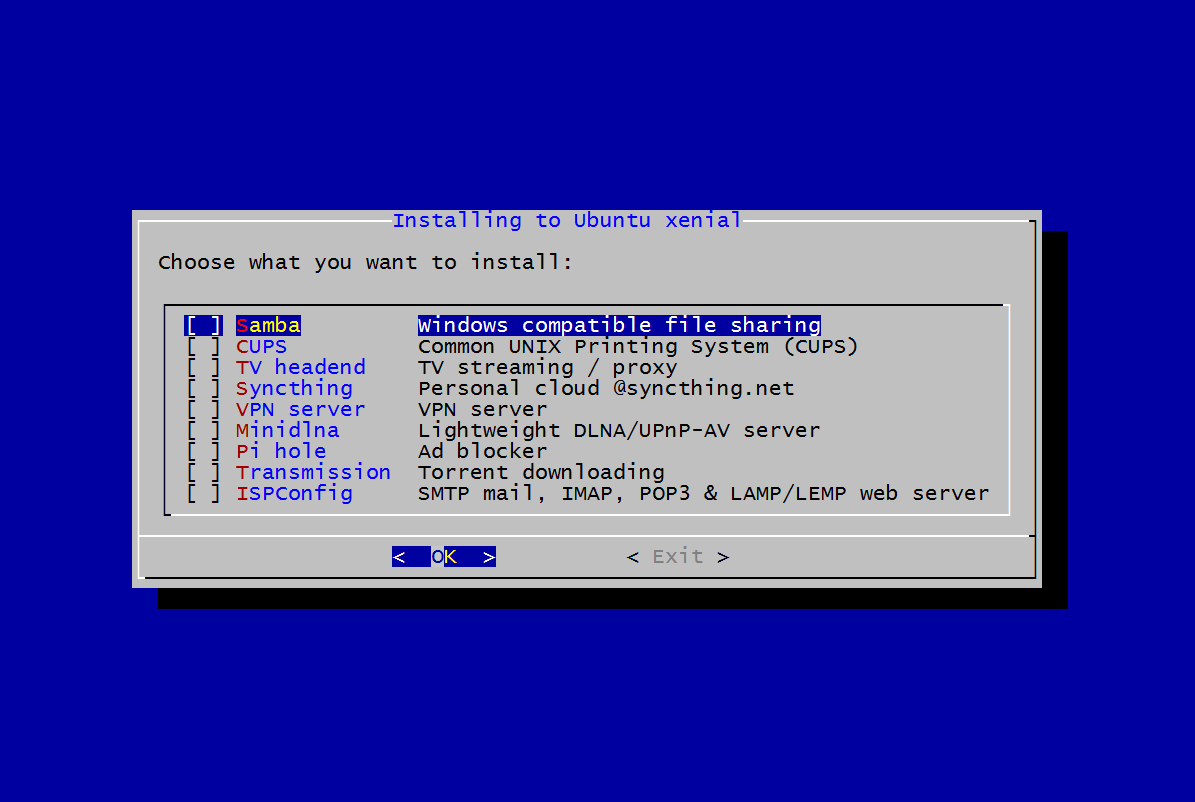 Installing to Ubuntu xenial
Choose what you want to install:
[ ] Samba Windows compatible file sharing
[ ] CUPS Common UNIX Printing System (CUPS)
[ ] TV headend TV streaming / proxy
[ ] Syncthing Personal cloud @syncthing.net
[ ] VPN server VPN server
[ ] Minidlna Lightweight DLNA/UPnP-AV server
[ ] Pi hole Ad blocker
[ ] Transmission Torrent downloading
[ ] ISPConfig SMTP mail, IMAP, POP3 & LAMP/LEMP web server
< OK > < Exit >